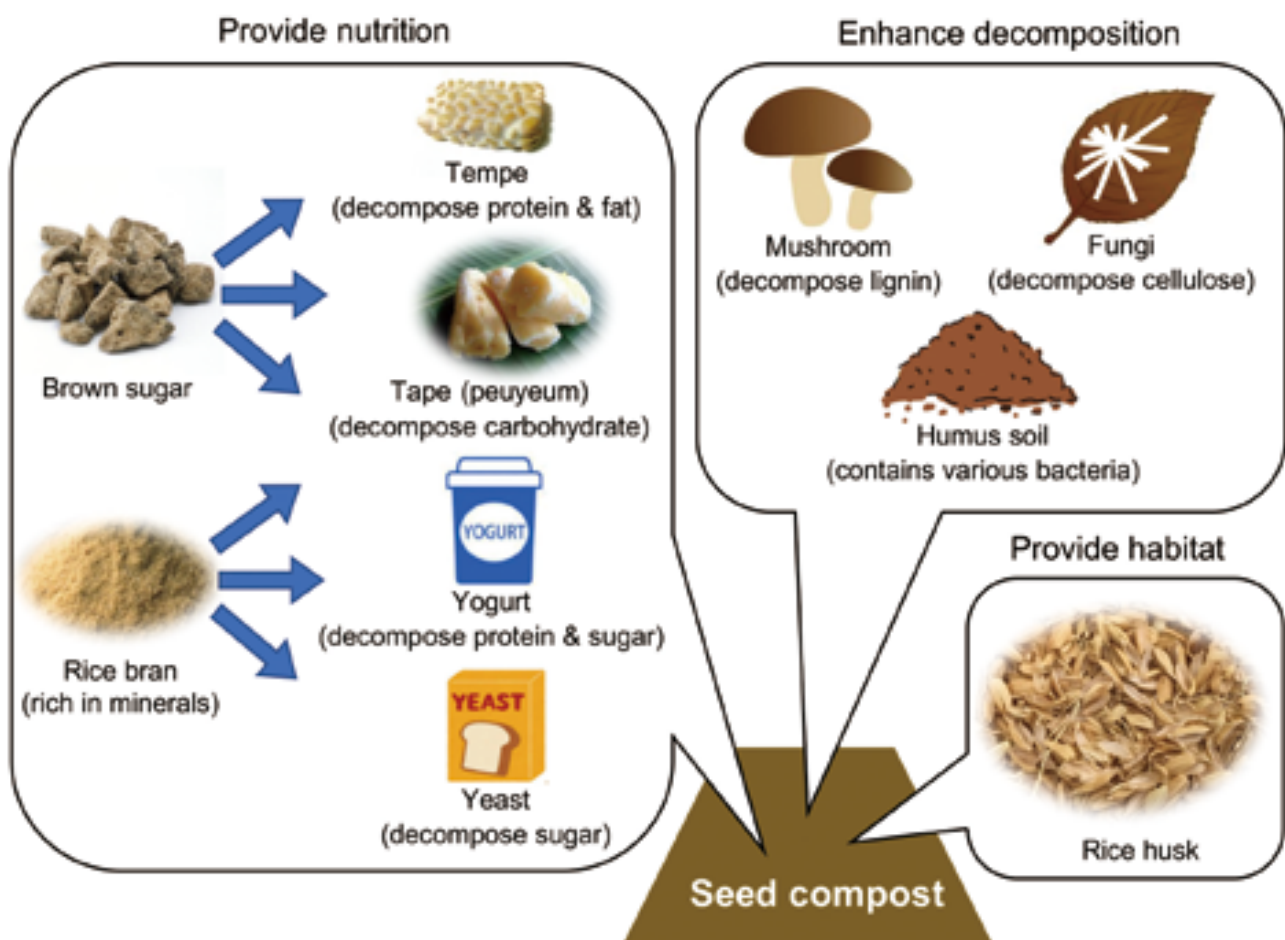 Provide nutrition
Tempe
(decompose protein & fat)
Brown sugar
Tape (peuyeum)
(decompose carbohydrate)
YOGURT
Yogurt
(decompose protein & sugar)
Rice bran
(rich in minerals)
YEAST
Yeast
(decompose sugar)
Enhance decomposition
Mushroom
(decompose lignin)
Fungi
(decompose cellulose)
Humus soil
(contains various bacteria)
Provide habitat
Rice husk
Seed compost